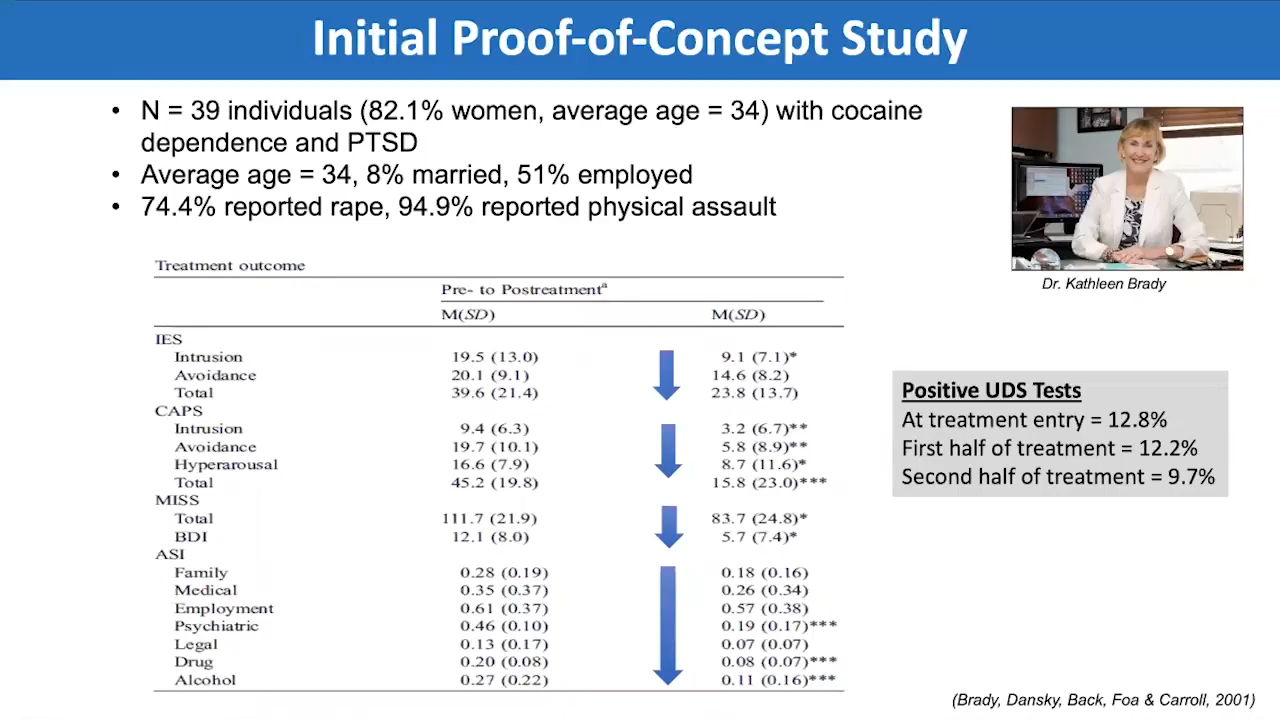 Initial Proof-of-Concept Study
• N = 39 individuals (82.1% women, average age = 34) with cocaine
dependence and PTSD
• Average age = 34, 8% married, 51% employed
• 74.4% reported rape, 94.9% reported physical assault
Dr. Kathleen Brady
Treatment outcome
Pre- to Postreatmentᵃ
M(SD) M(SD)
IES
Intrusion 19.5 (13.0) 9.1 (7.1)*
Avoidance 20.1 (9.1) 14.6 (8.2)
Total 39.6 (21.4) 23.8 (13.7)
CAPS
Intrusion 9.4 (6.3) 3.2 (6.7)**
Avoidance 19.7 (10.1) 5.8 (8.9)**
Hyperarousal 16.6 (7.9) 8.7 (11.6)*
Total 45.2 (19.8) 15.8 (23.0)***
MISS
Total 111.7 (21.9) 83.7 (24.8)*
BDI 12.1 (8.0) 5.7 (7.4)*
ASI
Family 0.28 (0.19) 0.18 (0.16)
Medical 0.35 (0.37) 0.26 (0.34)
Employment 0.61 (0.37) 0.57 (0.38)
Psychiatric 0.46 (0.10) 0.19 (0.17)***
Legal 0.13 (0.17) 0.07 (0.07)
Drug 0.20 (0.08) 0.08 (0.07)***
Alcohol 0.27 (0.22) 0.11 (0.16)***
Positive UDS Tests
At treatment entry = 12.8%
First half of treatment = 12.2%
Second half of treatment = 9.7%
(Brady, Dansky, Back, Foa & Carroll, 2001)